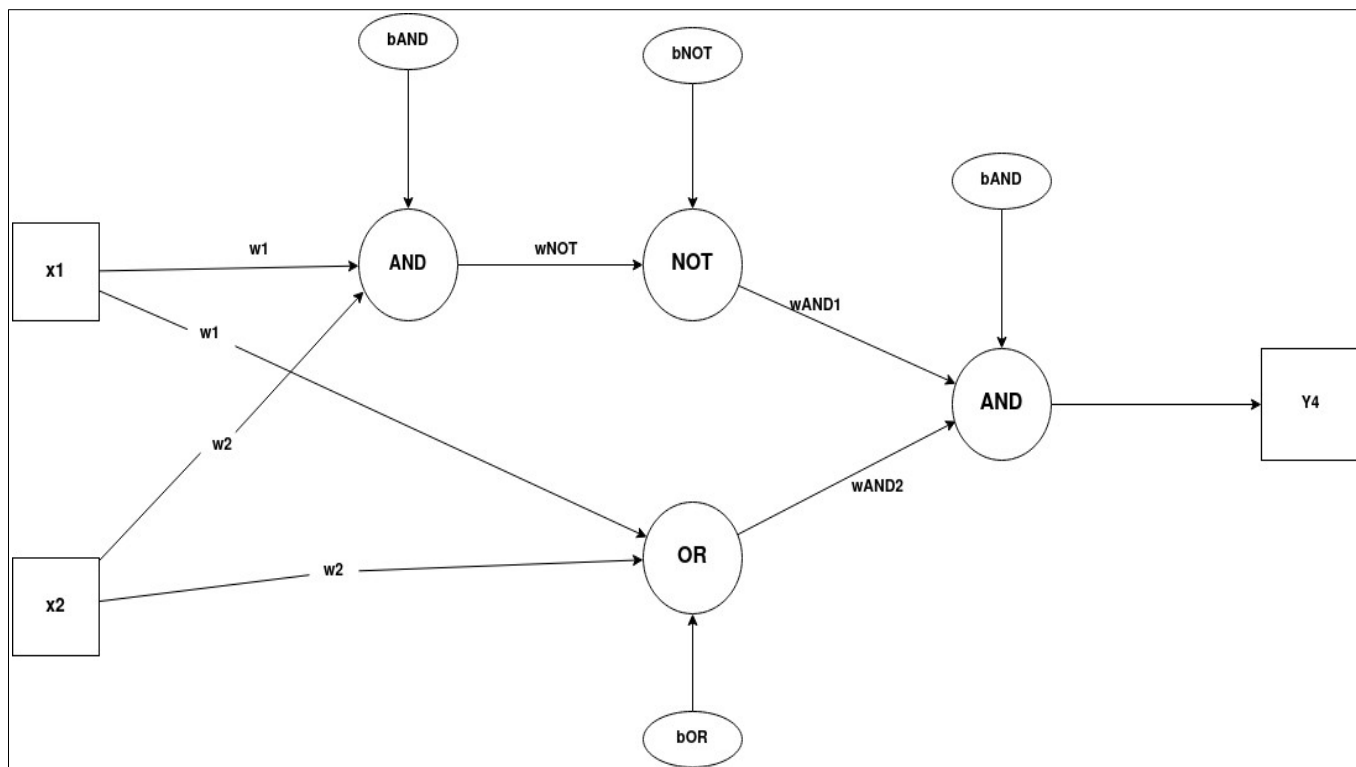 bAND
bNOT
bAND
x1
w1
AND
wNOT
NOT
wAND1
w1
AND
Y4
w2
wAND2
x2
w2
OR
bOR